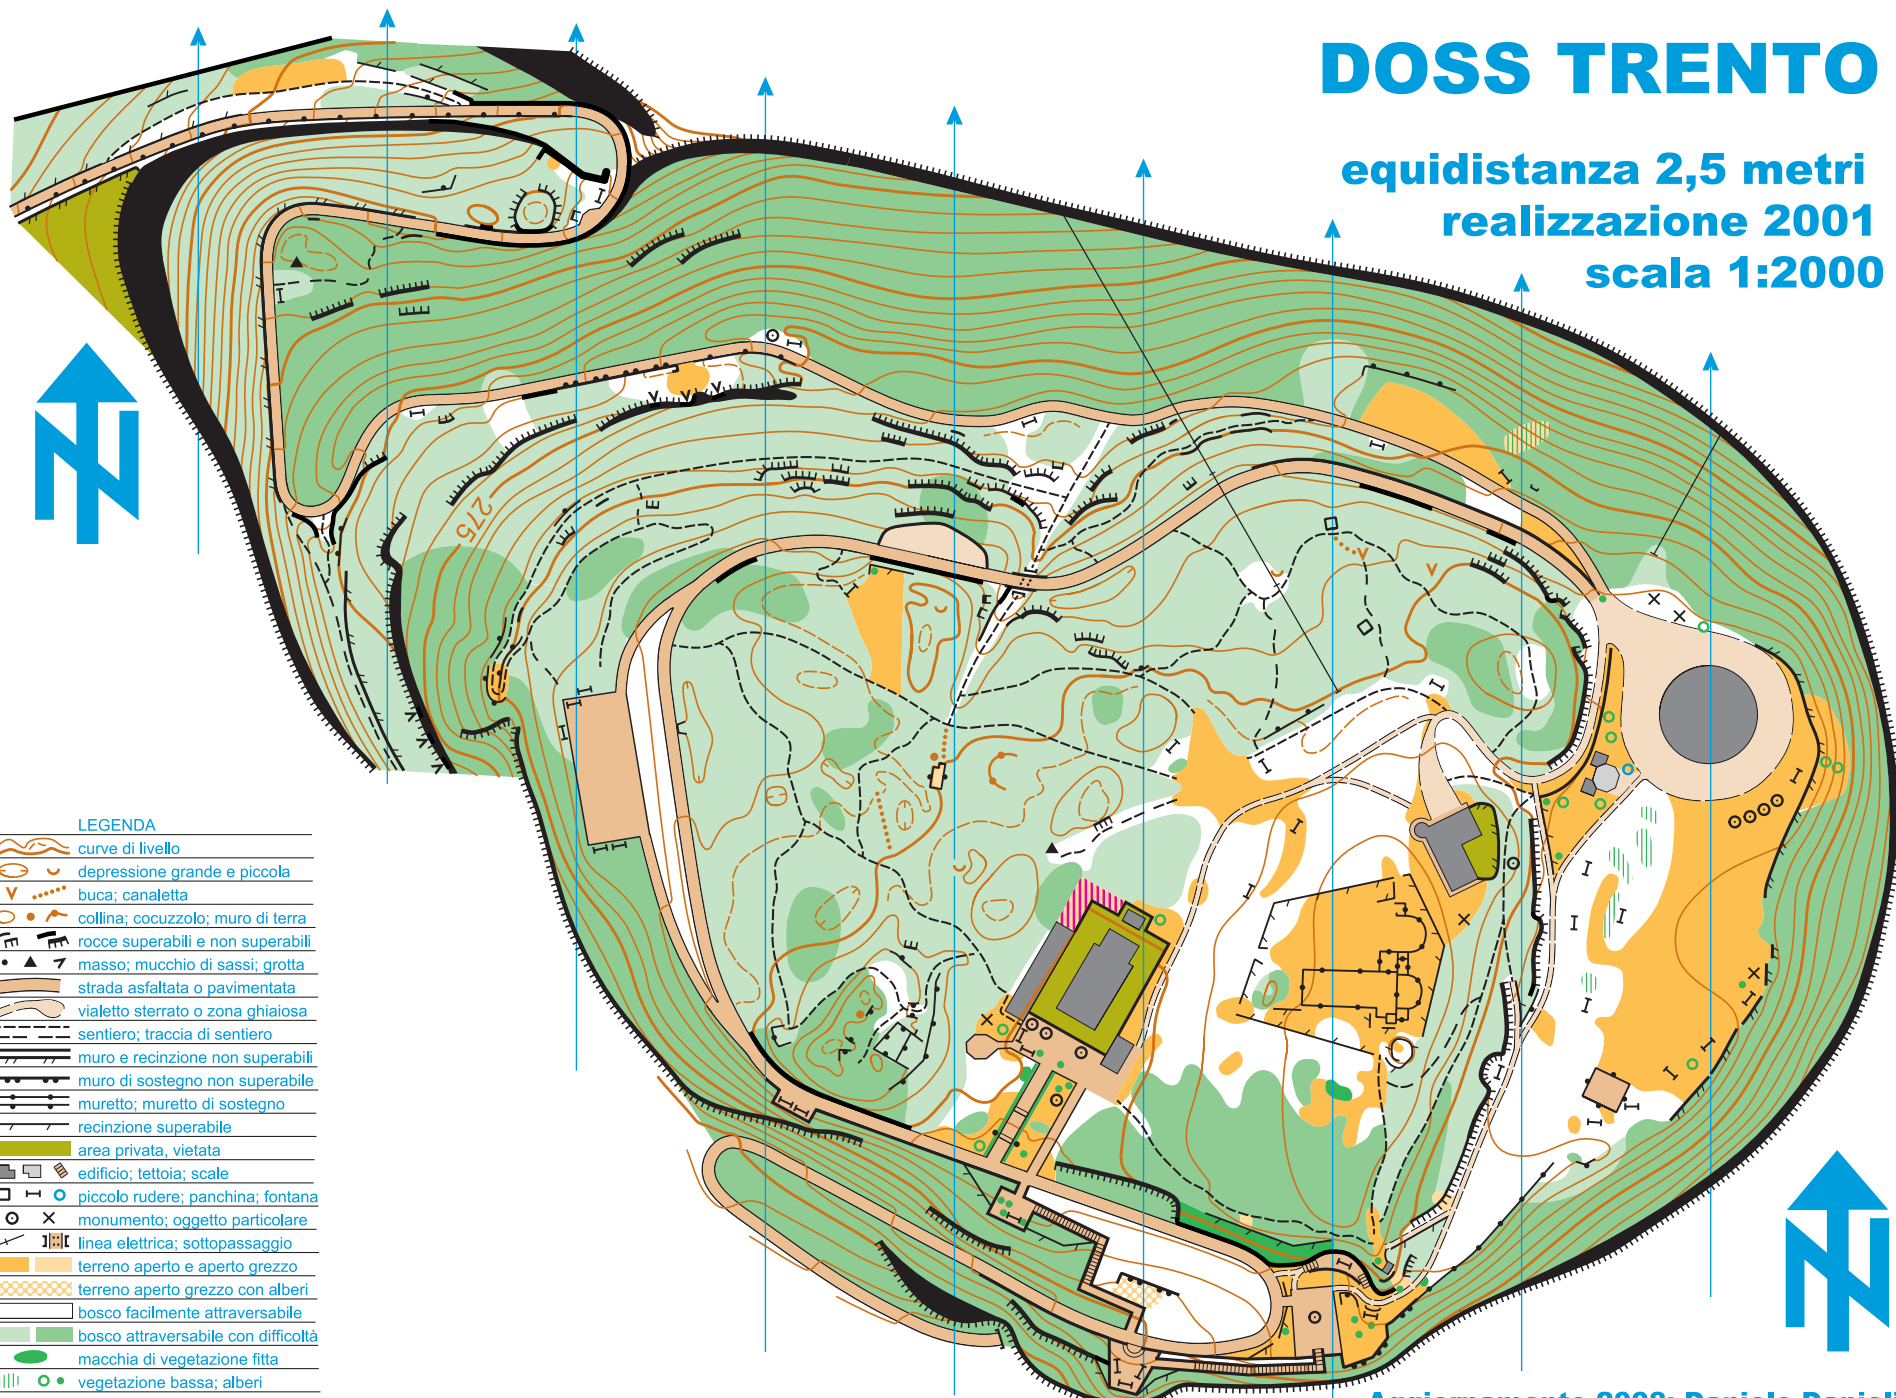 DOSS TRENTO
equidistanza 2,5 metri
realizzazione 2001
scala 1:2000
275
LEGENDA
curve di livello
depressione grande e piccola
buca; canaletta
collina; cocuzzolo; muro di terra
rocce superabili e non superabili
masso; mucchio di sassi; grotta
strada asfaltata o pavimentata
vialetto sterrato o zona ghiaiosa
sentiero; traccia di sentiero
muro e recinzione non superabili
muro di sostegno non superabile
muretto; muretto di sostegno
recinzione superabile
area privata, vietata
edificio; tettoia; scale
piccolo rudere; panchina; fontana
monumento; oggetto particolare
linea elettrica; sottopassaggio
terreno aperto e aperto grezzo
terreno aperto grezzo con alberi
bosco facilmente attraversabile
bosco attraversabile con difficoltà
macchia di vegetazione fitta
vegetazione bassa; alberi